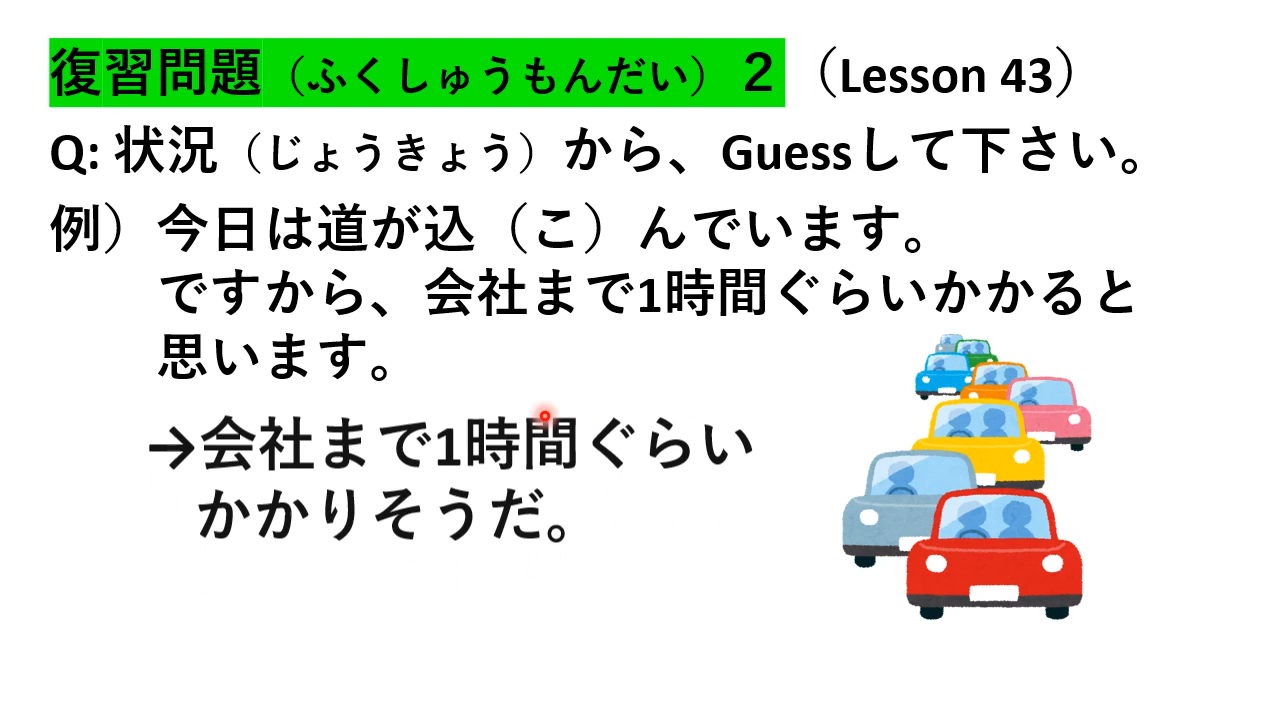 復習問題（ふくしゅうもんだい）２（Lesson 43）
Q: 状況（じょうきょう）から、Guessして下さい。
例）今日は道が込（こ）んでいます。
ですから、会社まで1時間ぐらいかかると
思います。
→会社まで1時間ぐらい
かかりそうだ。